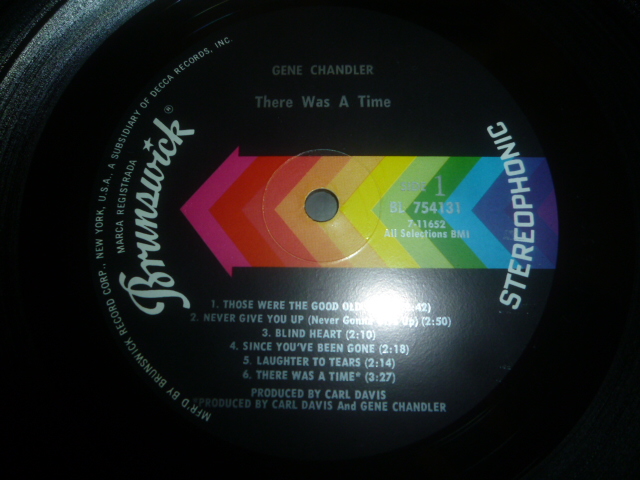 GENE CHANDLER
There Was A Time
Brunswick®
MFR'D BY BRUNSWICK RECORD CORP., NEW YORK, U.S.A., A SUBSIDIARY OF DECCA RECORDS, INC.
MARCA REGISTRADA
STEREOPHONIC
1
BL 754131
7-11652
All Selections BMI
1. THOSE WERE THE GOOD OLD
2. NEVER GIVE YOU UP (Never Gonna Up) (2:50)
3. BLIND HEART (2:10)
4. SINCE YOU'VE BEEN GONE (2:18)
5. LAUGHTER TO TEARS (2:14)
6. THERE WAS A TIME* (3:27)
PRODUCED BY CARL DAVIS
*PRODUCED BY CARL DAVIS And GENE CHANDLER